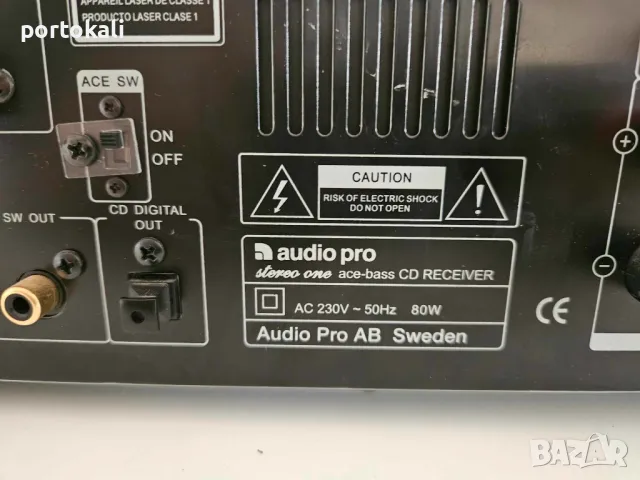 portokali
APPAREIL LASER DE CLASSE 1
PRODUCTO LASER CLASE 1
ACE SW
ON
OFF
SW OUT
CD DIGITAL
OUT
CAUTION
RISK OF ELECTRIC SHOCK
DO NOT OPEN
audio pro
stereo one ace-bass CD RECEIVER
AC 230V ~ 50Hz 80W
Audio Pro AB Sweden
CE
+
−
BAZAR